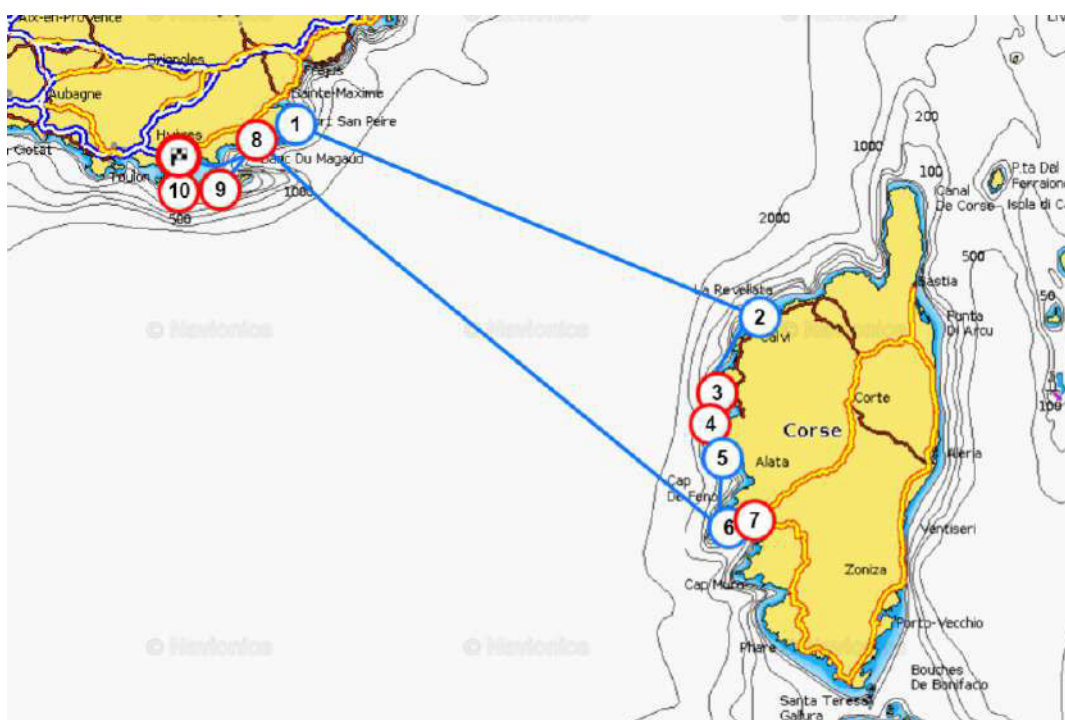 © Navionics
© Navionics
© Navionics
Aix-en-Provence
Brignoles
Fréjus
Aubagne
Sainte-Maxime
1
ort San Peire
200
Hyères
8
Banc Du Magaud
1000
a Ciotat
Toulon
10
9
1000
100
P.ta Del
Ferraione
500
Canal
De Corse
Isola di Ca
2000
500
La Revellata
Bastia
50
2
© Navionics
© Navionics
Calvi
Punta
Di Arcu
3
Corte
100
4
Corse
5
Alata
Aleria
Cap
De Feno
7
6
Ventiseri
Zoniza
Cap Muro
Porto-Vecchio
© Navionics
© Navionics
Phare
Bouches
De Bonifacio
Santa Teresa
Gallura